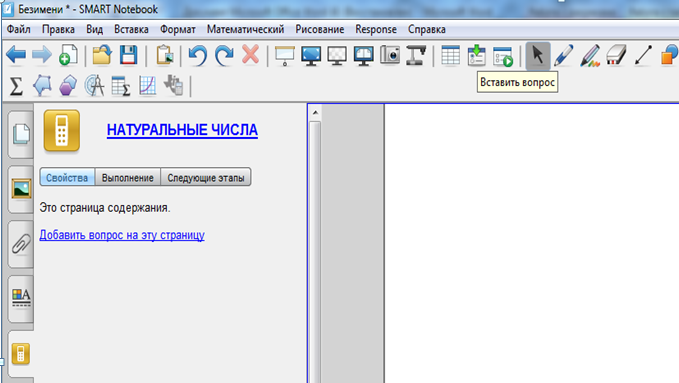 Безимени * - SMART Notebook
Файл Правка Вид Вставка Формат Математический Рисование Response Справка
Вставить вопрос
НАТУРАЛЬНЫЕ ЧИСЛА
Свойства Выполнение Следующие этапы
Это страница содержания.
Добавить вопрос на эту страницу